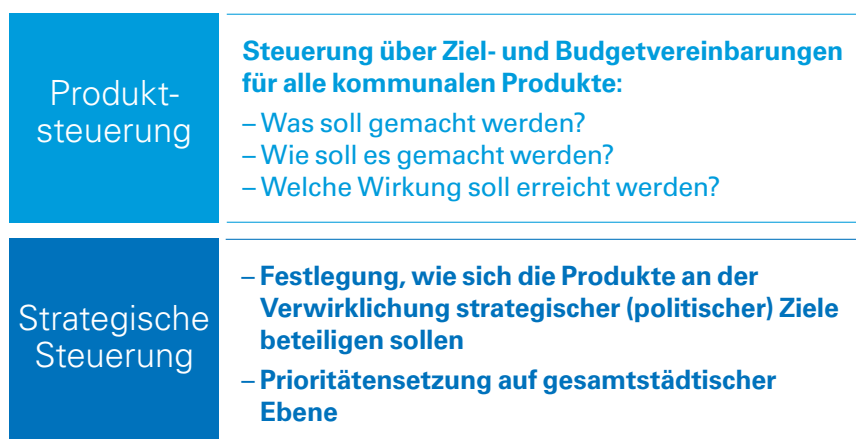 Produkt-
steuerung
Steuerung über Ziel- und Budgetvereinbarungen
für alle kommunalen Produkte:
– Was soll gemacht werden?
– Wie soll es gemacht werden?
– Welche Wirkung soll erreicht werden?
Strategische
Steuerung
– Festlegung, wie sich die Produkte an der
Verwirklichung strategischer (politischer) Ziele
beteiligen sollen
– Prioritätensetzung auf gesamtstädtischer
Ebene